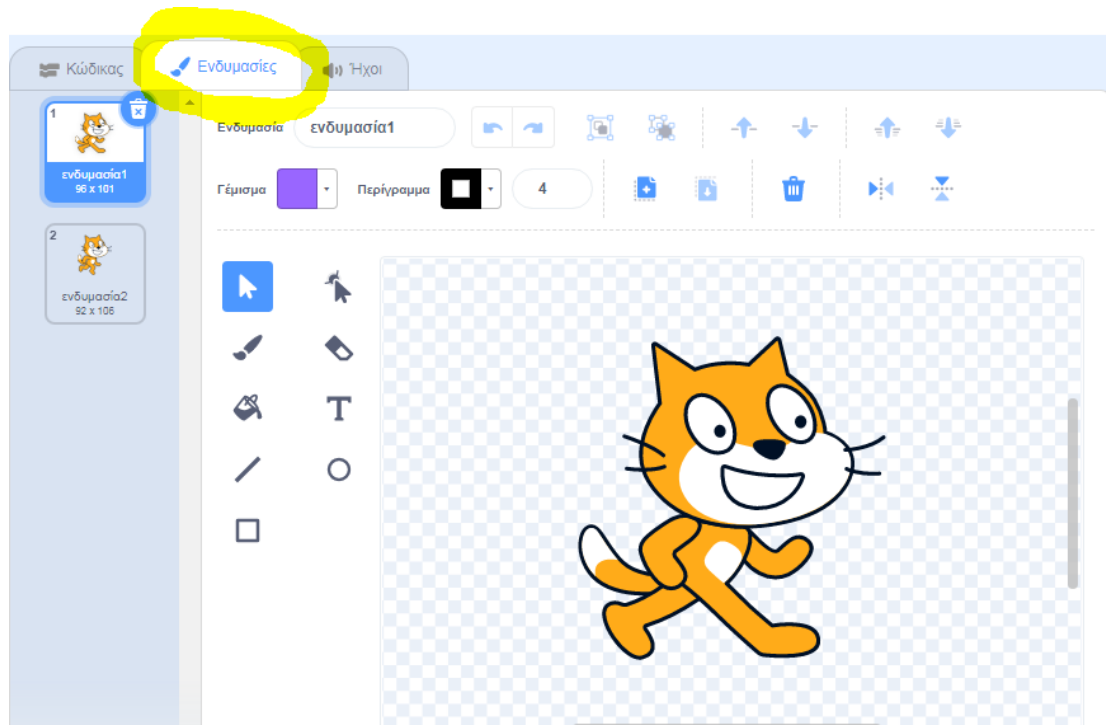 Κώδικας Ενδυμασίες Ήχοι
1
ενδυμασία1
96 x 101
2
ενδυμασία2
92 x 106
Ενδυμασία ενδυμασία1
Γέμισμα Περίγραμμα 4
T